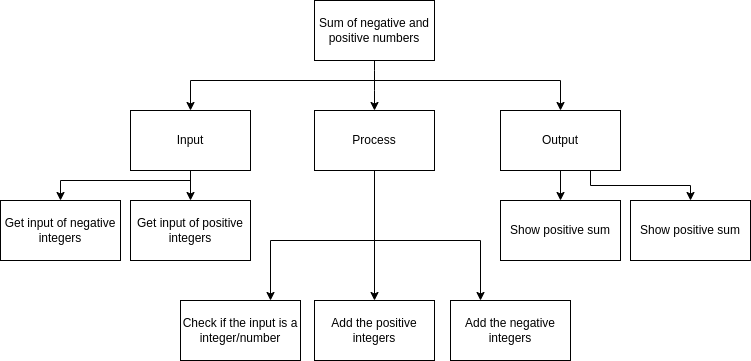 Sum of negative and
positive numbers
Input
Process
Output
Get input of negative
integers
Get input of positive
integers
Show positive sum
Show positive sum
Check if the input is a
integer/number
Add the positive
integers
Add the negative
integers